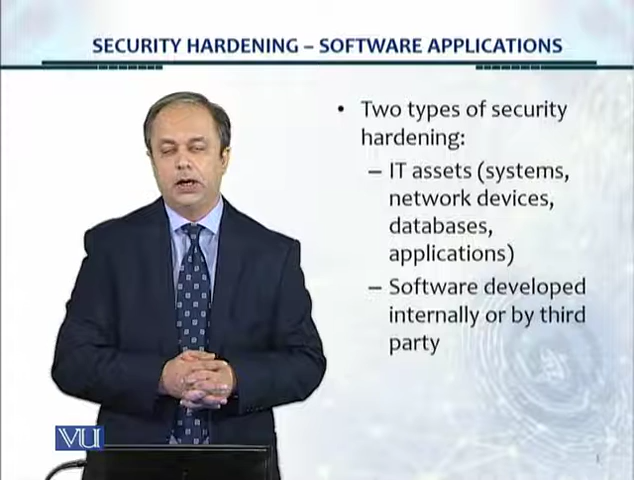 SECURITY HARDENING – SOFTWARE APPLICATIONS
• Two types of security
hardening:
– IT assets (systems,
network devices,
databases,
applications)
– Software developed
internally or by third
party
VU
1